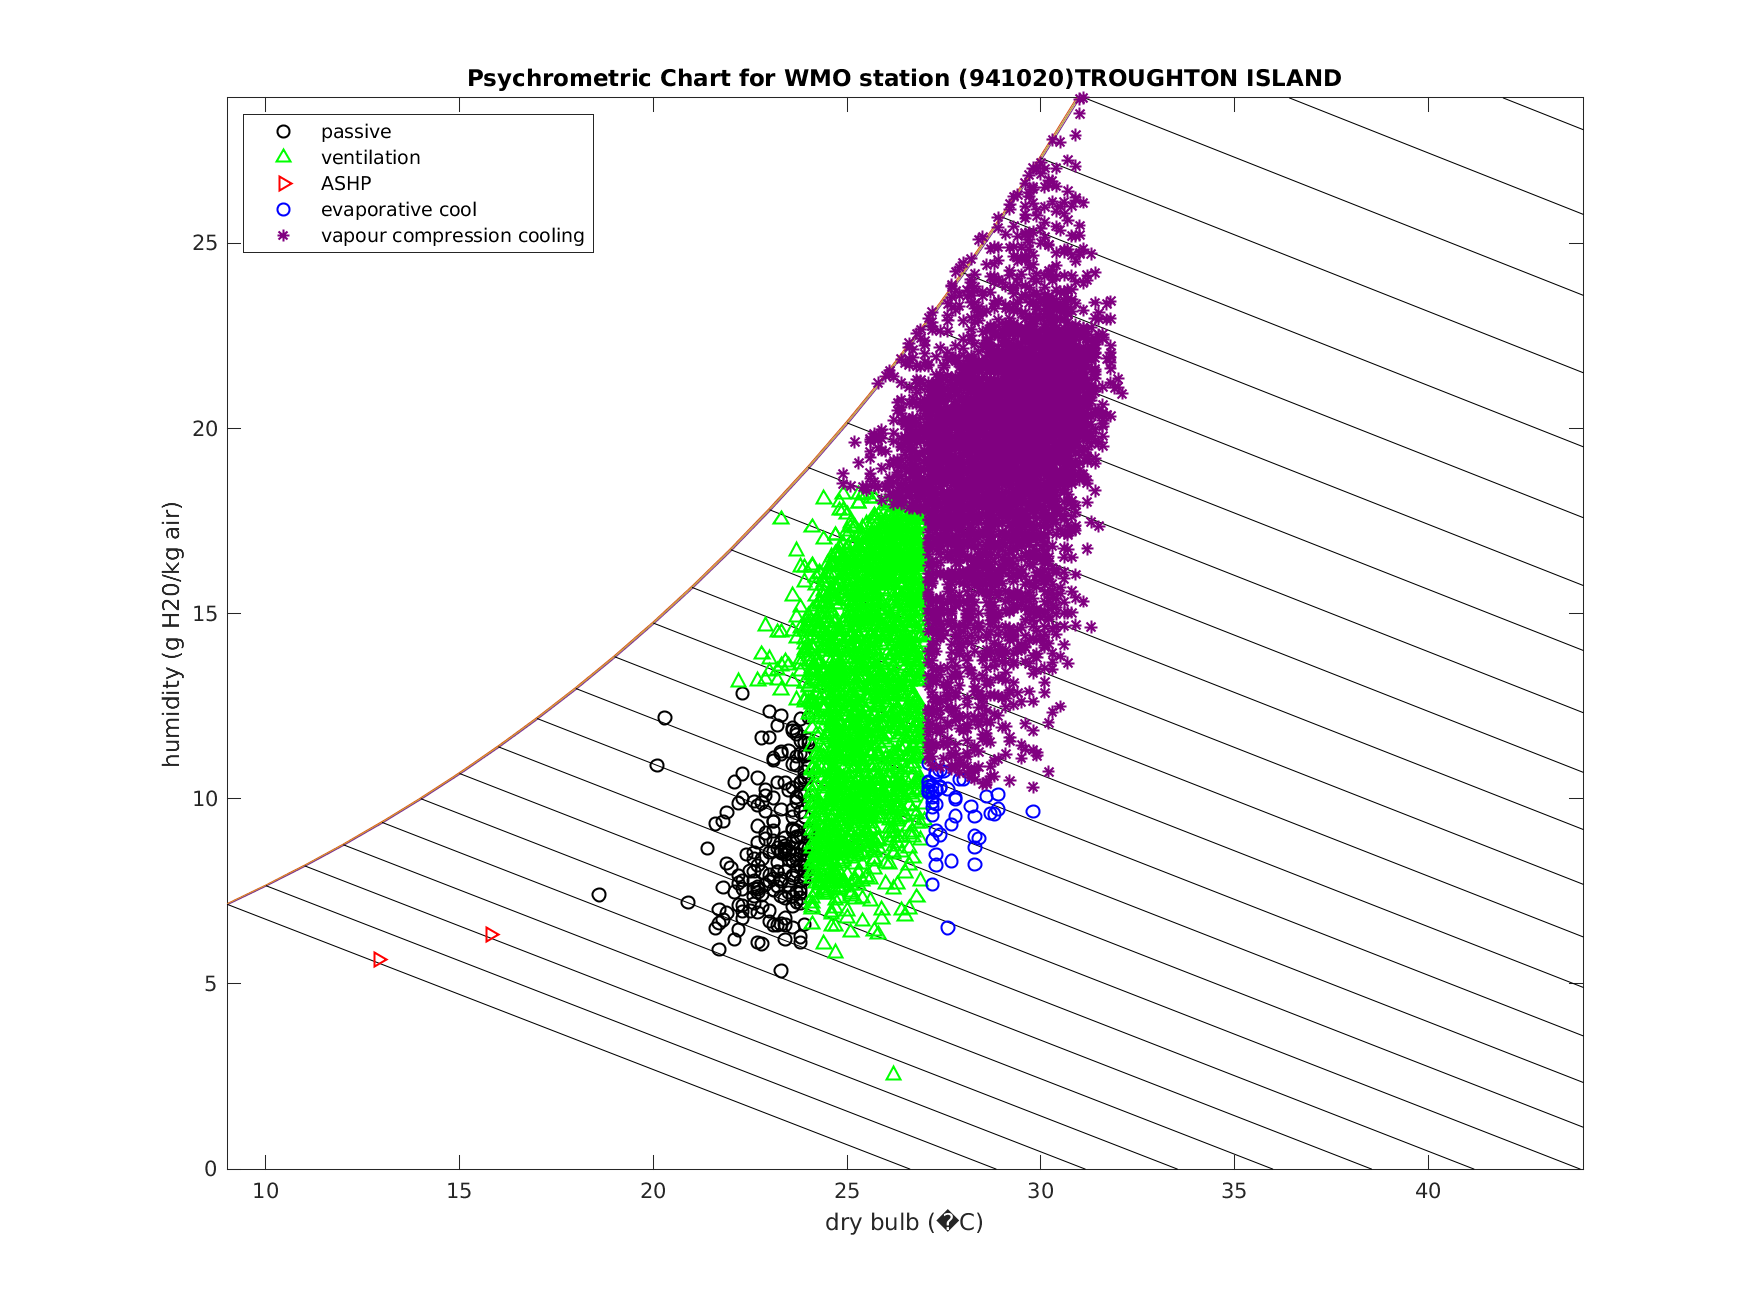 Psychrometric Chart for WMO station (941020)TROUGHTON ISLAND
passive
ventilation
ASHP
evaporative cool
vapour compression cooling
humidity (g H20/kg air)
25
20
15
10
5
0
10 15 20 25 30 35 40
dry bulb (�C)